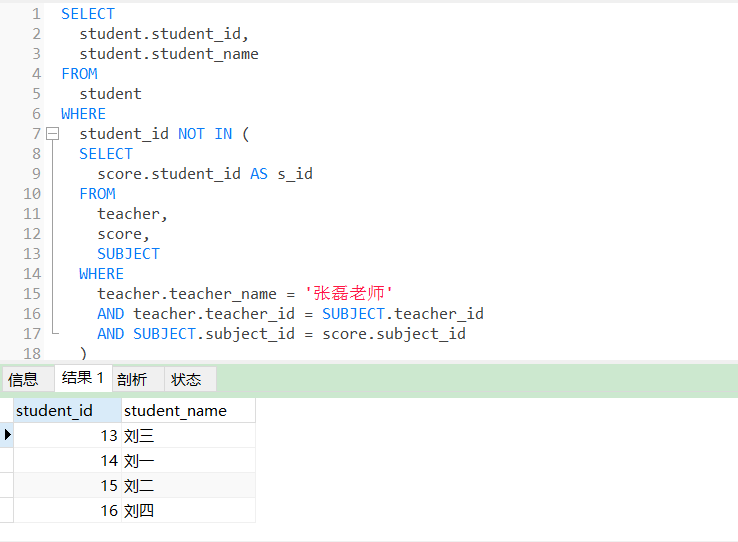 1 SELECT
2 student.student_id,
3 student.student_name
4 FROM
5 student
6 WHERE
7 student_id NOT IN (
8 SELECT
9 score.student_id AS s_id
10 FROM
11 teacher,
12 score,
13 SUBJECT
14 WHERE
15 teacher.teacher_name = '张磊老师'
16 AND teacher.teacher_id = SUBJECT.teacher_id
17 AND SUBJECT.subject_id = score.subject_id
18 )
信息 结果 1 剖析 状态
student_id student_name
13 刘三
14 刘一
15 刘二
16 刘四